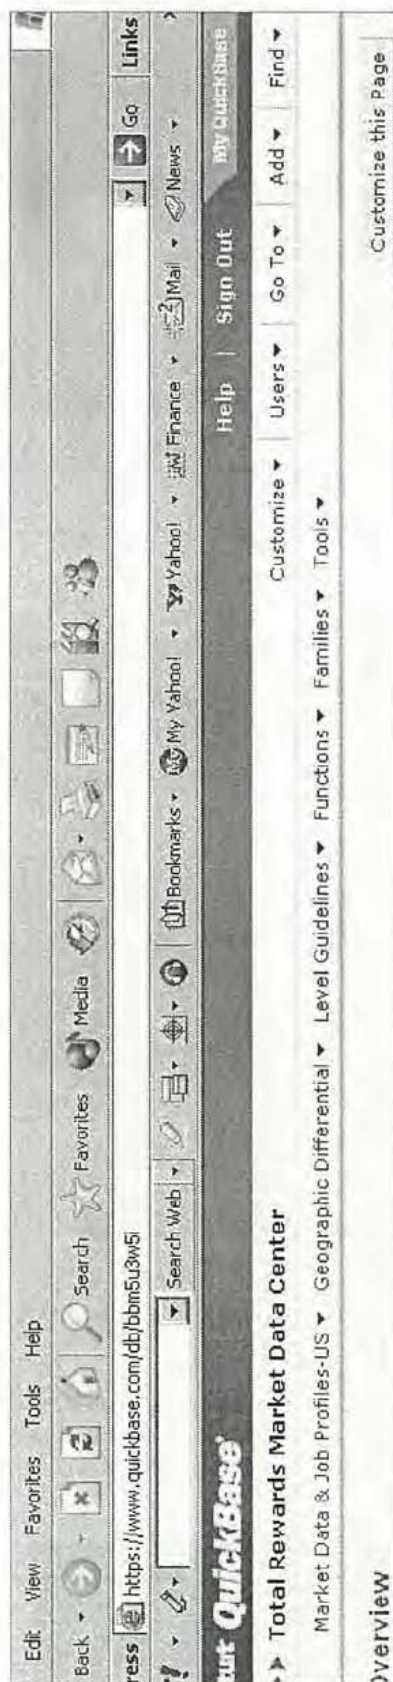 Edit View Favorites Tools Help
Back Search Favorites Media
ress https://www.quickbase.com/db/bbm5u3w5i Go Links
Search Web Bookmarks My Yahoo! Yahoo! Finance 2 Mail News
QuickBase Help | Sign Out My QuickBase
Total Rewards Market Data Center Customize Users Go To Add Find
Market Data & Job Profiles-US Geographic Differential Level Guidelines Functions Families Tools
Overview Customize this Page